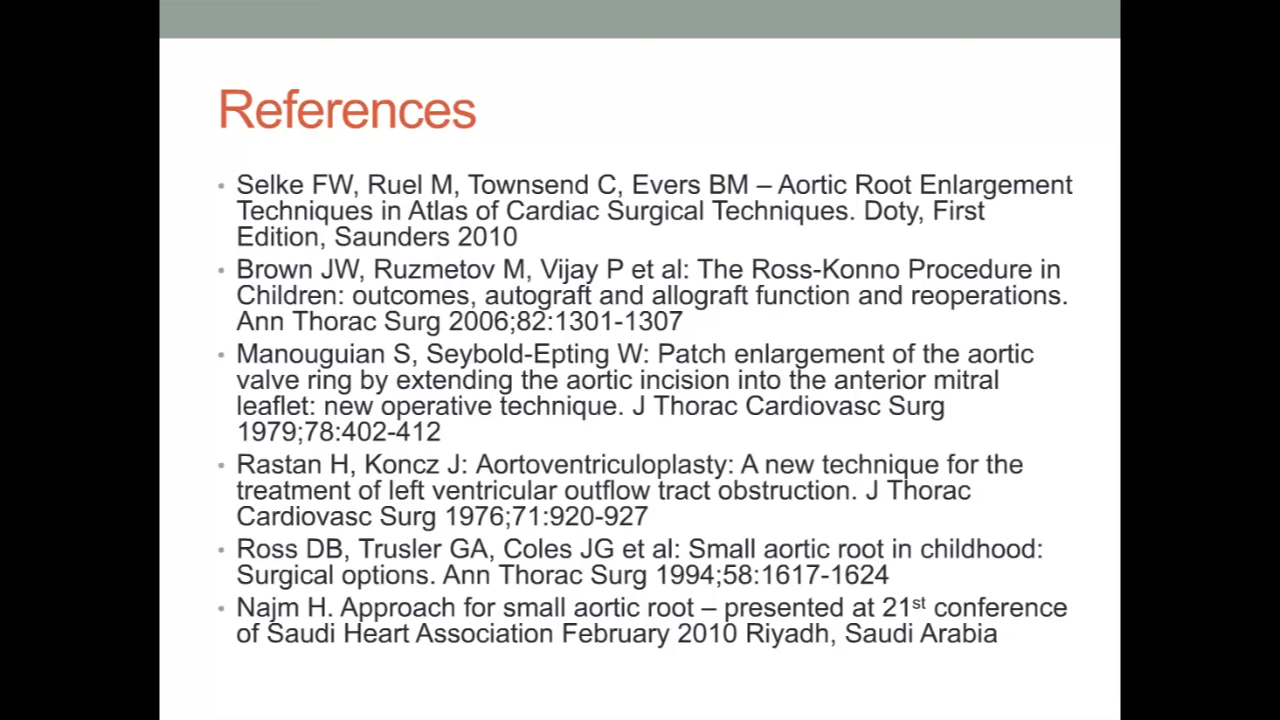 References
• Selke FW, Ruel M, Townsend C, Evers BM – Aortic Root Enlargement
Techniques in Atlas of Cardiac Surgical Techniques. Doty, First
Edition, Saunders 2010
• Brown JW, Ruzmetov M, Vijay P et al: The Ross-Konno Procedure in
Children: outcomes, autograft and allograft function and reoperations.
Ann Thorac Surg 2006;82:1301-1307
• Manouguian S, Seybold-Epting W: Patch enlargement of the aortic
valve ring by extending the aortic incision into the anterior mitral
leaflet: new operative technique. J Thorac Cardiovasc Surg
1979;78:402-412
• Rastan H, Koncz J: Aortoventriculoplasty: A new technique for the
treatment of left ventricular outflow tract obstruction. J Thorac
Cardiovasc Surg 1976;71:920-927
• Ross DB, Trusler GA, Coles JG et al: Small aortic root in childhood:
Surgical options. Ann Thorac Surg 1994;58:1617-1624
• Najm H. Approach for small aortic root – presented at 21st conference
of Saudi Heart Association February 2010 Riyadh, Saudi Arabia